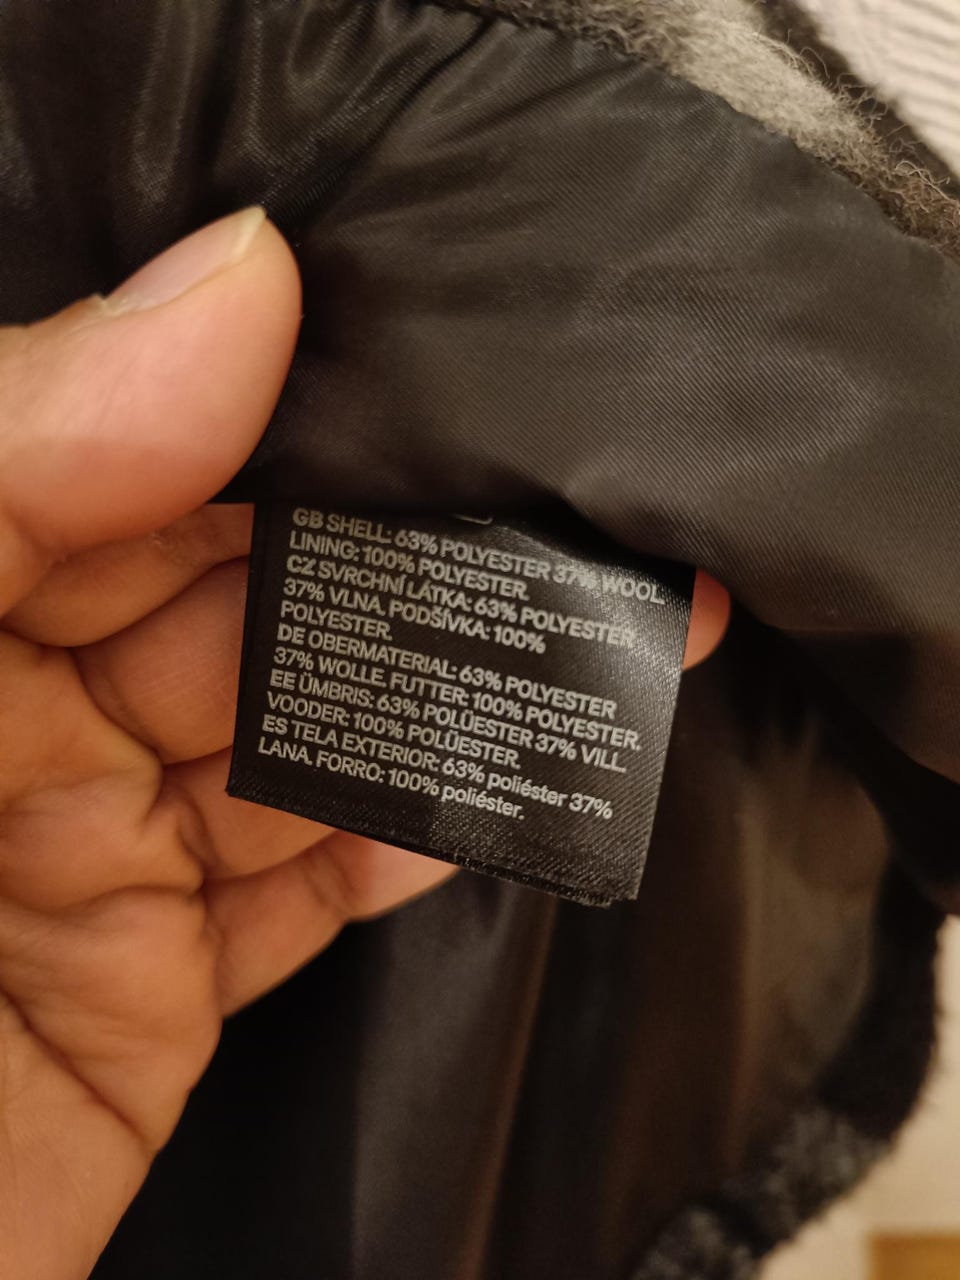 GB SHELL: 63% POLYESTER 37% WOOL.
LINING: 100% POLYESTER.
CZ SVRCHNÍ LÁTKA: 63% POLYESTER
37% VLNA. PODŠÍVKA: 100%
POLYESTER.
DE OBERMATERIAL: 63% POLYESTER
37% WOLLE. FUTTER: 100% POLYESTER.
EE ÜMBRIS: 63% POLÜESTER 37% VILL.
VOODER: 100% POLÜESTER.
ES TELA EXTERIOR: 63% poliéster 37%
LANA. FORRO: 100% poliéster.